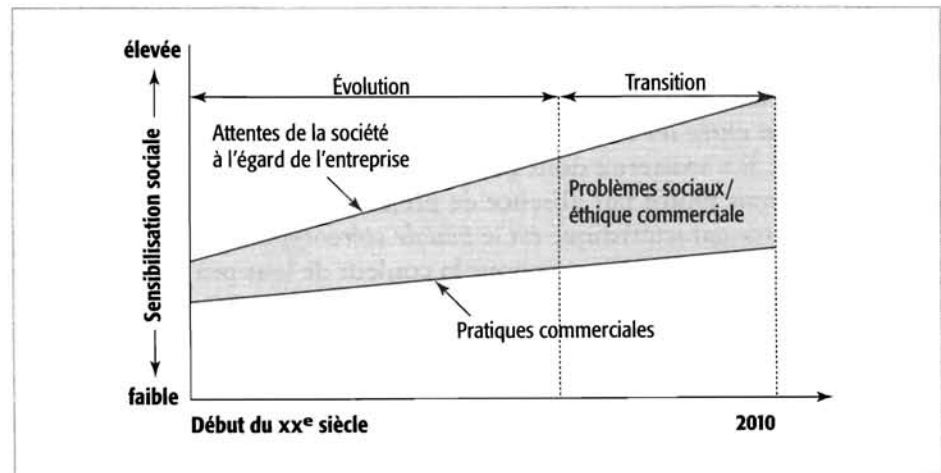 élevée
Évolution
Transition
Attentes de la société
à l'égard de l'entreprise
Problèmes sociaux/
éthique commerciale
Sensibilisation sociale
Pratiques commerciales
faible
Début du XXe siècle
2010